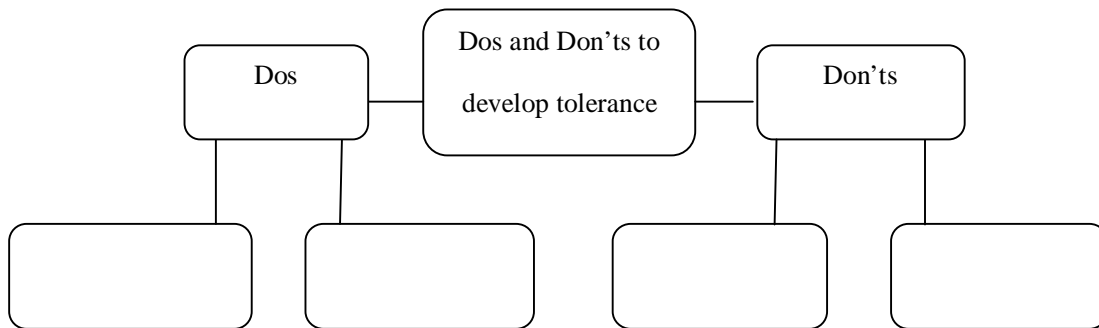 Dos and Don’ts to
develop tolerance
Dos
Don’ts